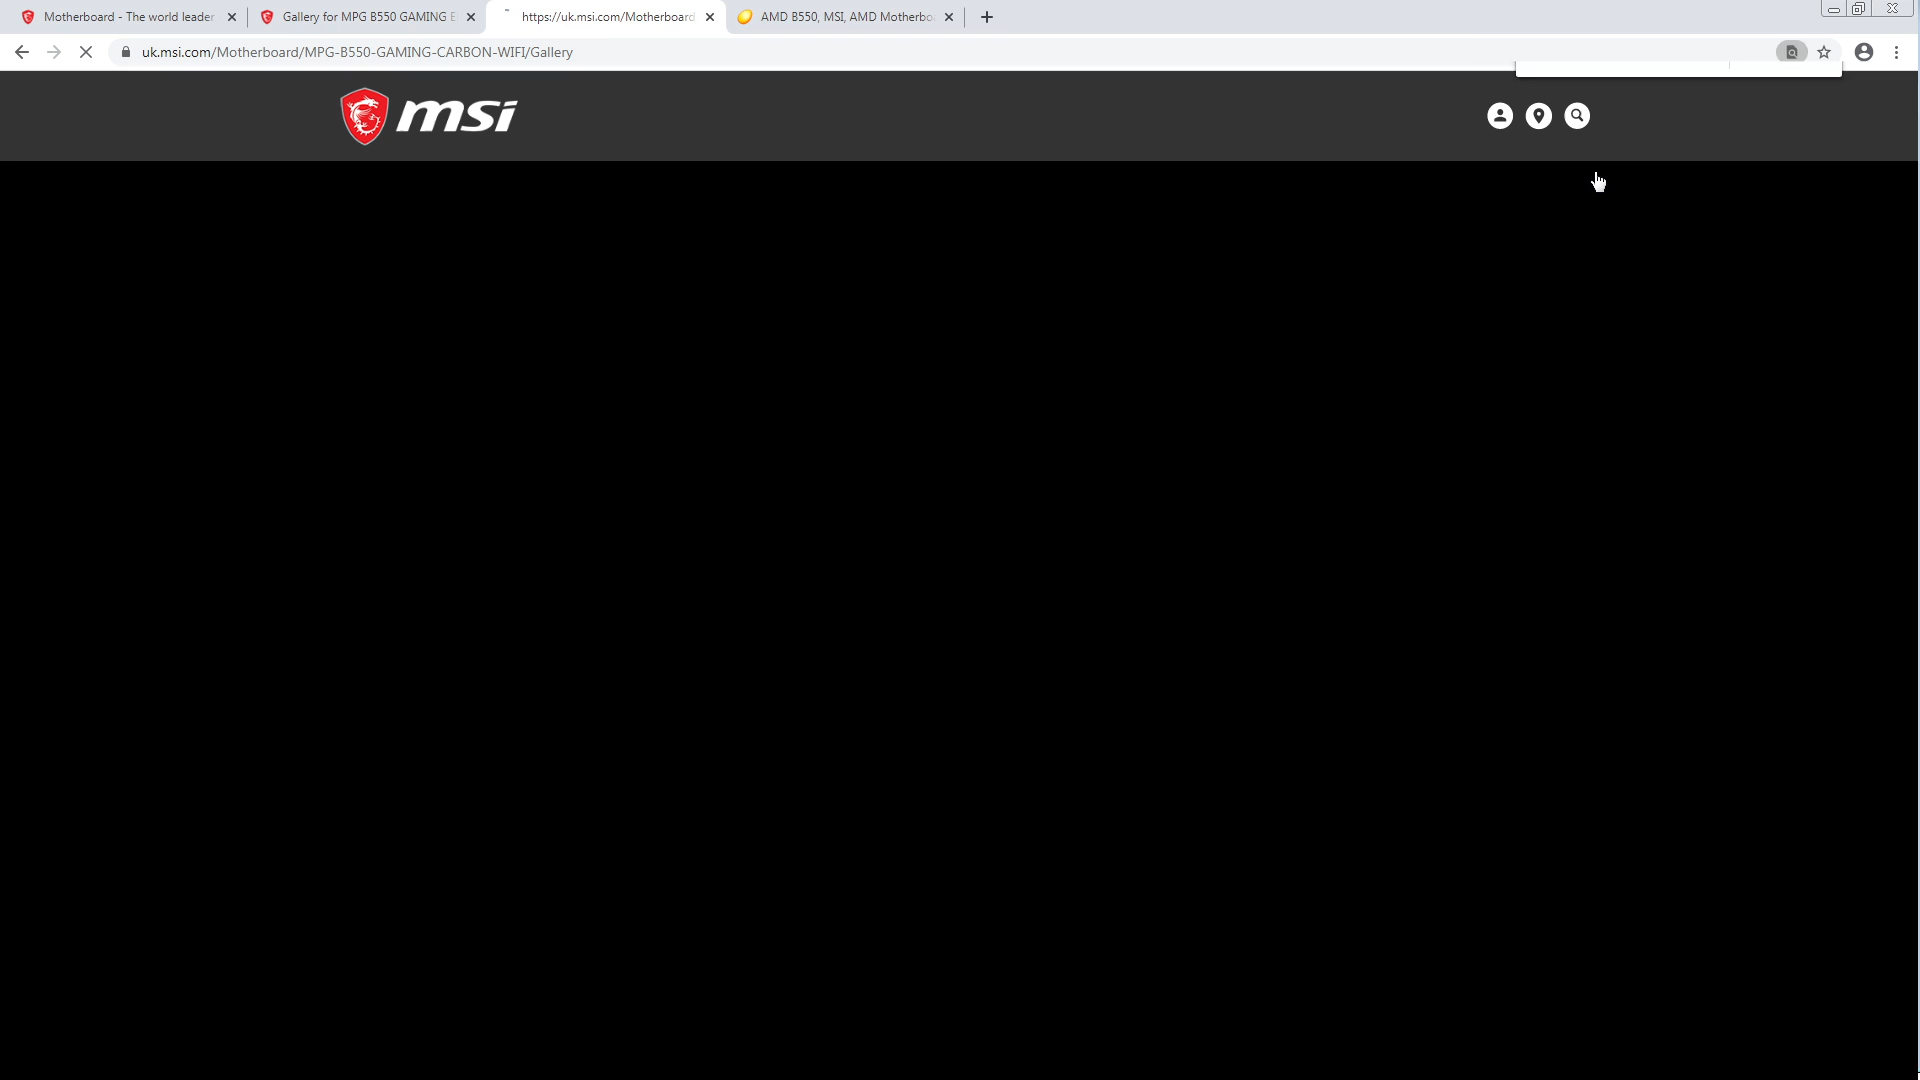 Motherboard - The world leader
Gallery for MPG B550 GAMING E
https://uk.msi.com/Motherboard
AMD B550, MSI, AMD Motherbo
uk.msi.com/Motherboard/MPG-B550-GAMING-CARBON-WIFI/Gallery
msi